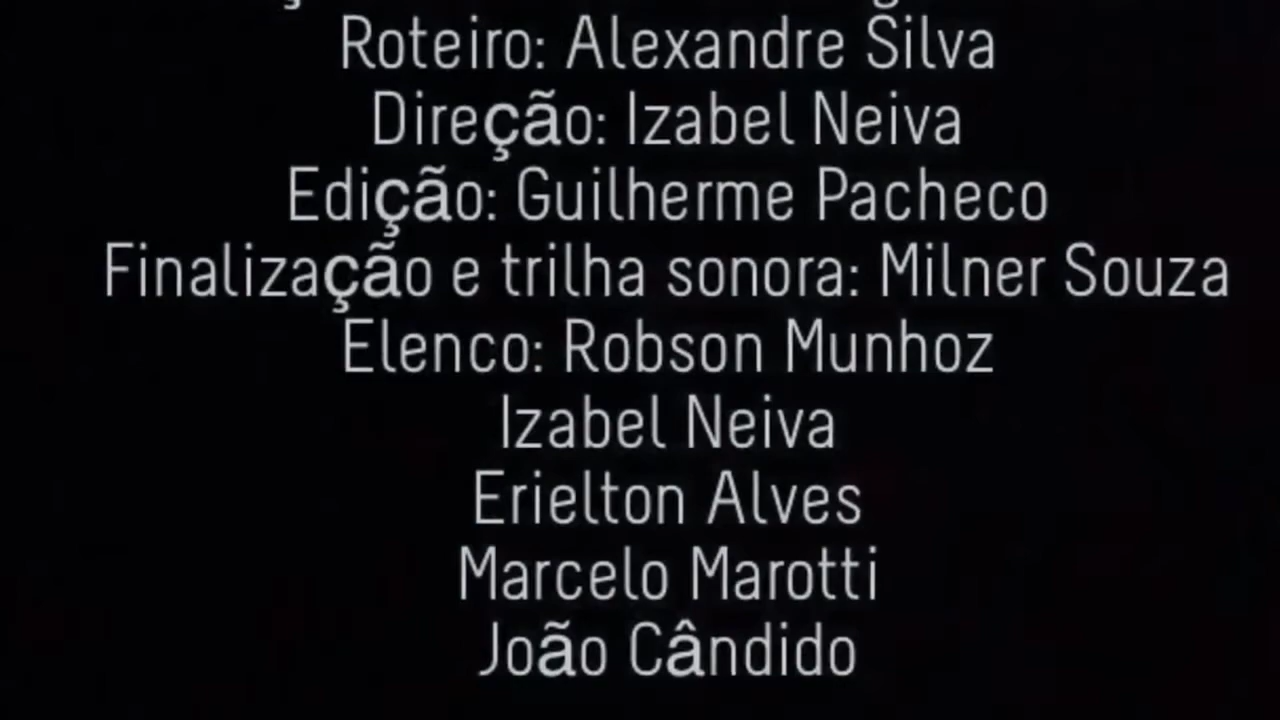 Roteiro: Alexandre Silva
Direção: Izabel Neiva
Edição: Guilherme Pacheco
Finalização e trilha sonora: Milner Souza
Elenco: Robson Munhoz
Izabel Neiva
Erielton Alves
Marcelo Marotti
João Cândido